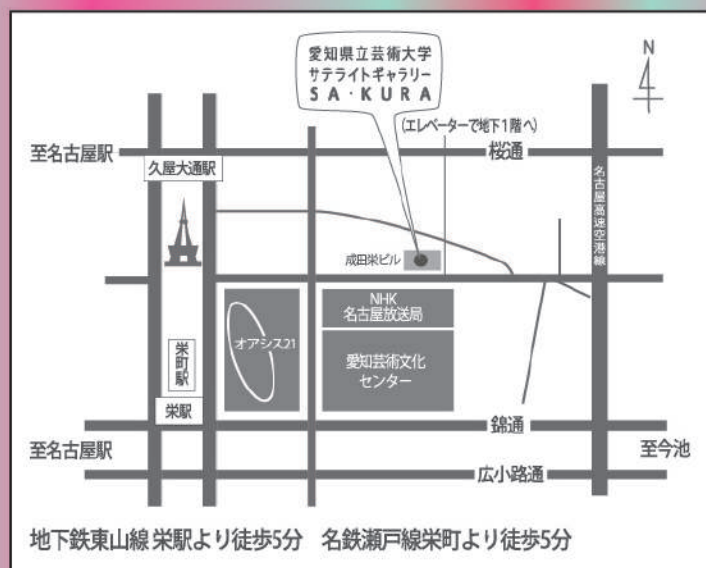 愛知県立芸術大学
サテライトギャラリー
SA・KURA
N
(エレベーターで地下1階へ)
至名古屋駅
桜通
久屋大通駅
名古屋高速空港線
成田栄ビル
NHK
名古屋放送局
オアシス21
愛知芸術文化
センター
栄町駅
栄駅
錦通
至名古屋駅
至今池
広小路通
地下鉄東山線 栄駅より徒歩5分 名鉄瀬戸線栄町より徒歩5分